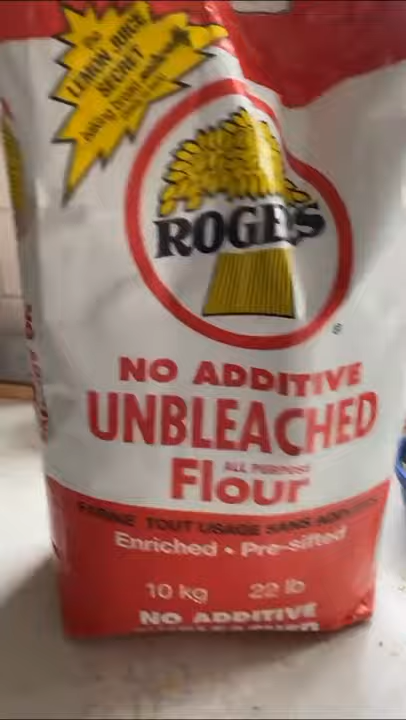 LEMON JUICE
SECRET
ROGERS
®
NO ADDITIVE
UNBLEACHED
ALL PURPOSE
Flour
FARINE TOUT USAGE SANS
Enriched • Pre-sifted
10 kg 22 lb
NO ADDITIVE